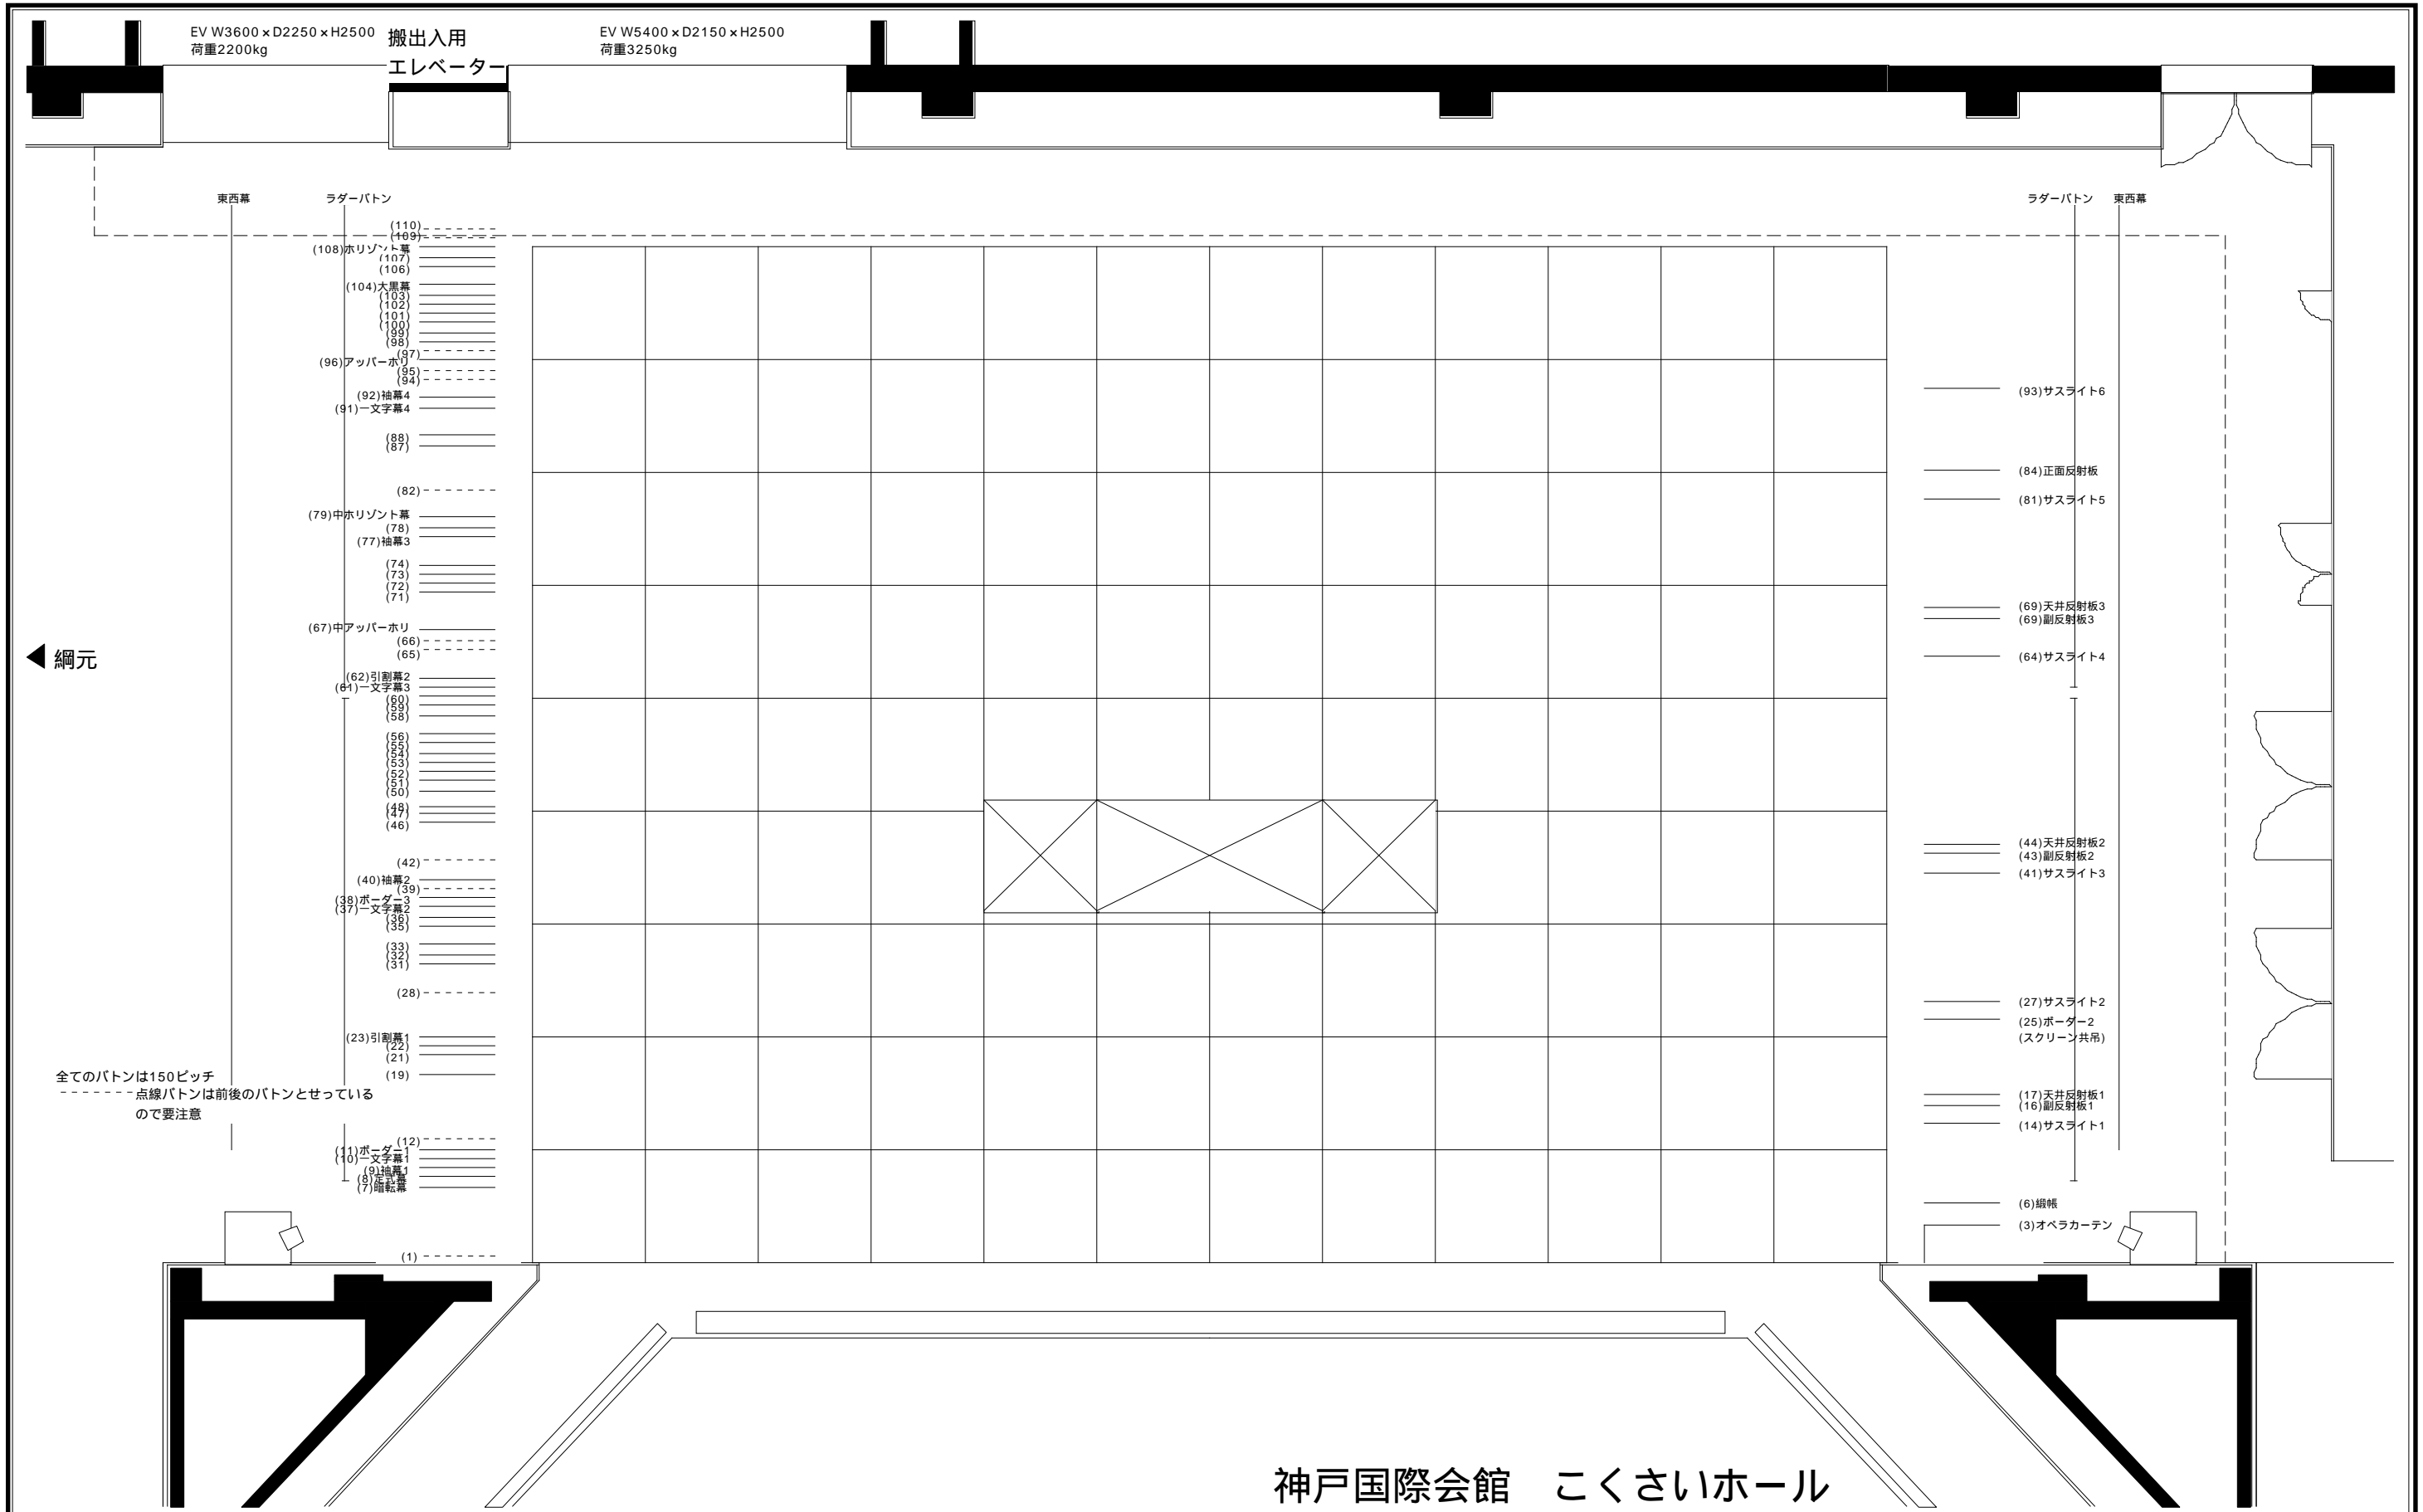 EV W3600×D2250×H2500
荷重2200kg
搬出入用
エレベーター
EV W5400×D2150×H2500
荷重3250kg
東西幕
ラダーバトン
ラダーバトン
東西幕
(110)
(109)
(108)ホリゾント幕
(107)
(106)
(104)大黒幕
(103)
(102)
(101)
(100)
(99)
(98)
(97)
(96)アッパーホリ
(95)
(94)
(92)袖幕4
(91)一文字幕4
(88)
(87)
(82)
(79)中ホリゾント幕
(78)
(77)袖幕3
(74)
(73)
(72)
(71)
(67)中アッパーホリ
(66)
(65)
(62)引割幕2
(61)一文字幕3
(60)
(59)
(58)
(56)
(55)
(54)
(53)
(52)
(51)
(50)
(48)
(47)
(46)
(42)
(40)袖幕2
(39)
(38)ボーダー3
(37)一文字幕2
(36)
(35)
(33)
(32)
(31)
(28)
(23)引割幕1
(22)
(21)
(19)
(12)
(11)ボーダー1
(10)一文字幕1
(9)袖幕1
(8)定式幕
(7)暗転幕
(1)
綱元
全てのバトンは150ピッチ
点線バトンは前後のバトンとせっている
ので要注意
(93)サスライト6
(84)正面反射板
(81)サスライト5
(69)天井反射板3
(69)副反射板3
(64)サスライト4
(44)天井反射板2
(43)副反射板2
(41)サスライト3
(27)サスライト2
(25)ボーダー2
(スクリーン共吊)
(17)天井反射板1
(16)副反射板1
(14)サスライト1
(6)緞帳
(3)オペラカーテン
神戸国際会館　こくさいホール